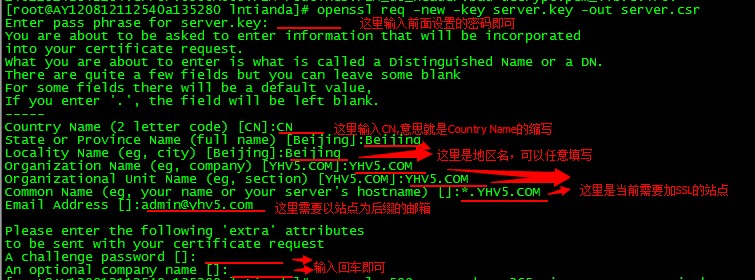 [root@AY120812112540a13528d lntianda]# openssl req -new -key server.key -out server.csr
Enter pass phrase for server.key: 这里输入前面设置的密码即可
You are about to be asked to enter information that will be incorporated
into your certificate request.
What you are about to enter is what is called a Distinguished Name or a DN.
There are quite a few fields but you can leave some blank
For some fields there will be a default value,
If you enter '.', the field will be left blank.
-----
Country Name (2 letter code) [CN]:CN 这里输入CN,意思就是Country Name的缩写
State or Province Name (full name) [Beijing]:Beijing
Locality Name (eg, city) [Beijing]:Beijing 这里是地区名，可以任意填写
Organization Name (eg, company) [YHV5.COM]:YHV5.COM
Organizational Unit Name (eg, section) [YHV5.COM]:YHV5.COM
Common Name (eg, your name or your server's hostname) []:*.YHV5.COM 这里是当前需要加SSL的站点
Email Address []:admin@yhv5.com 这里需要以站点为后缀的邮箱
Please enter the following 'extra' attributes
to be sent with your certificate request
A challenge password []:
An optional company name []: 输入回车即可